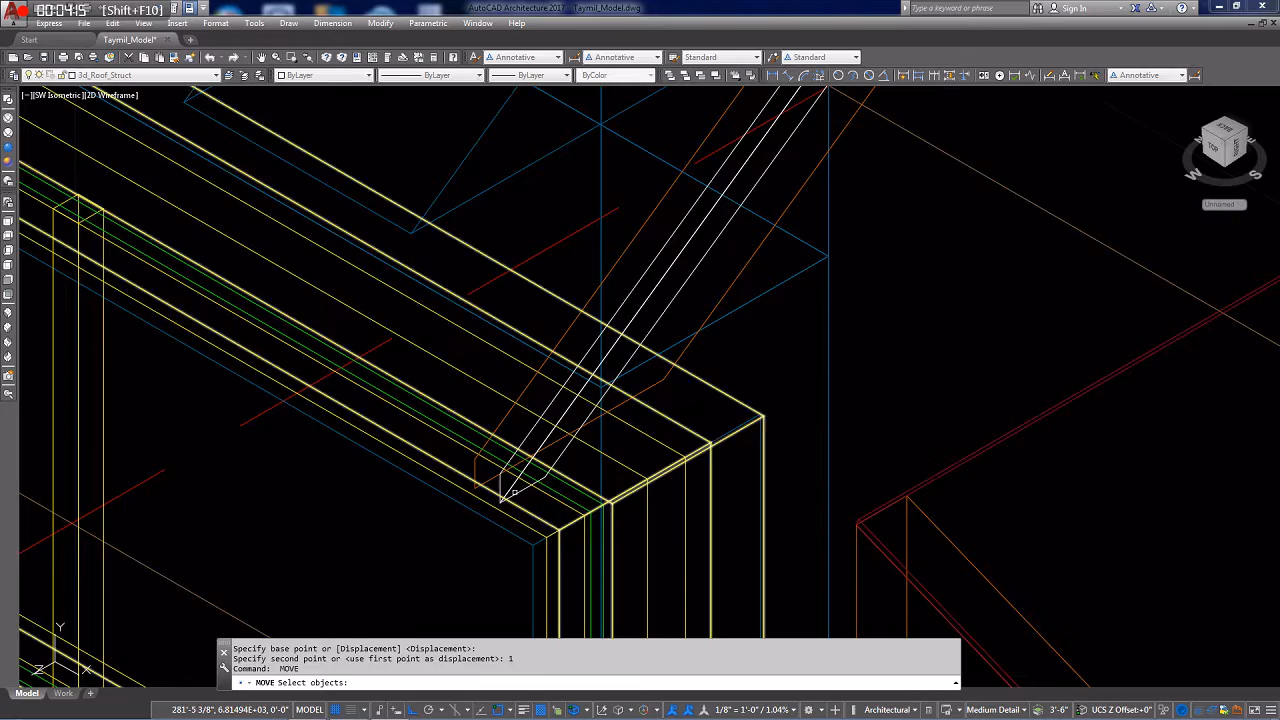 00:04:15 [Shift+F10]
AutoCAD Architecture 2017 - Taymil_Model.dwg
Type a keyword or phrase
Sign In
Express File Edit View Insert Format Tools Draw Dimension Modify Parametric Window Help
Start Taymil_Model*
Annotative Annotative Standard Standard
3d_Roof_Struct ByLayer ByLayer ByLayer ByColor Annotative
[−][SW Isometric][2D Wireframe]
TOP
W S
Unnamed
Y
Z X
Specify base point or [Displacement] <Displacement>:
Specify second point or <use first point as displacement>: 1
Command: MOVE
MOVE Select objects:
Model Work
281'-5 3/8", 6.81494E+03, 0'-0" MODEL 1/8" = 1'-0" / 1.04% Architectural Medium Detail 3'-6" UCS Z Offset:+0"